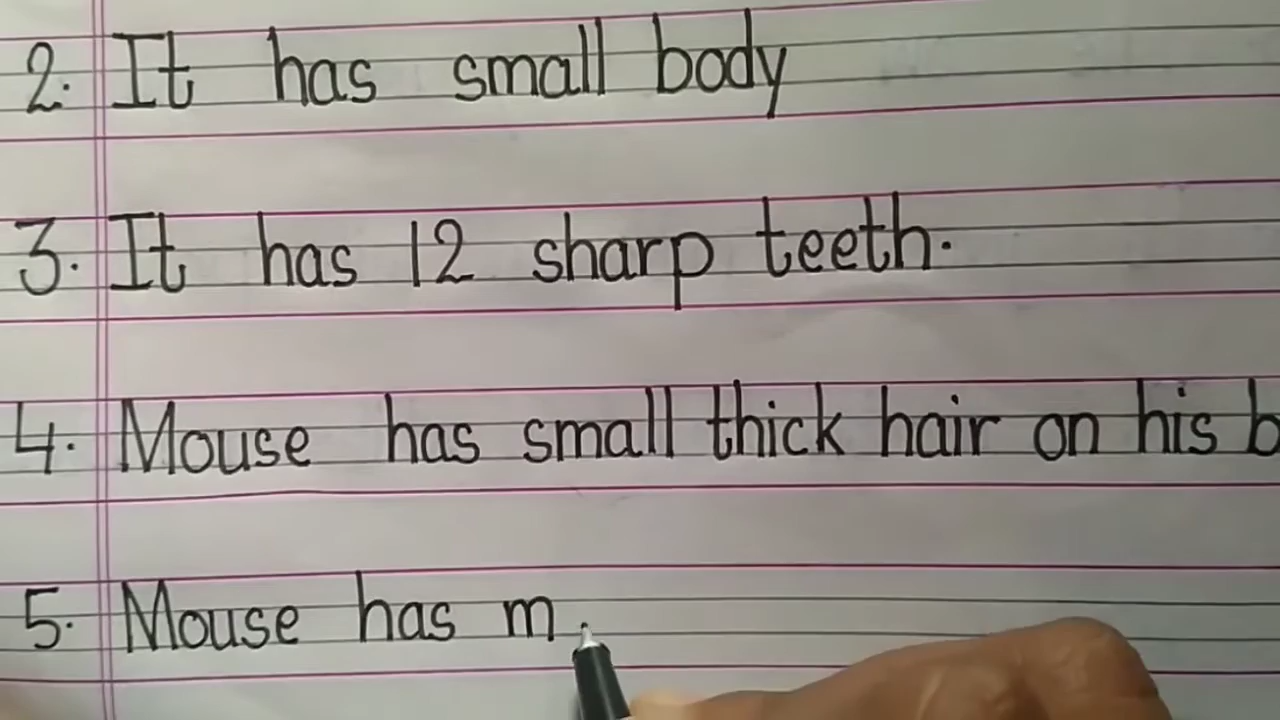 2. It has small body
3. It has 12 sharp teeth.
4. Mouse has small thick hair on his b
5. Mouse has m